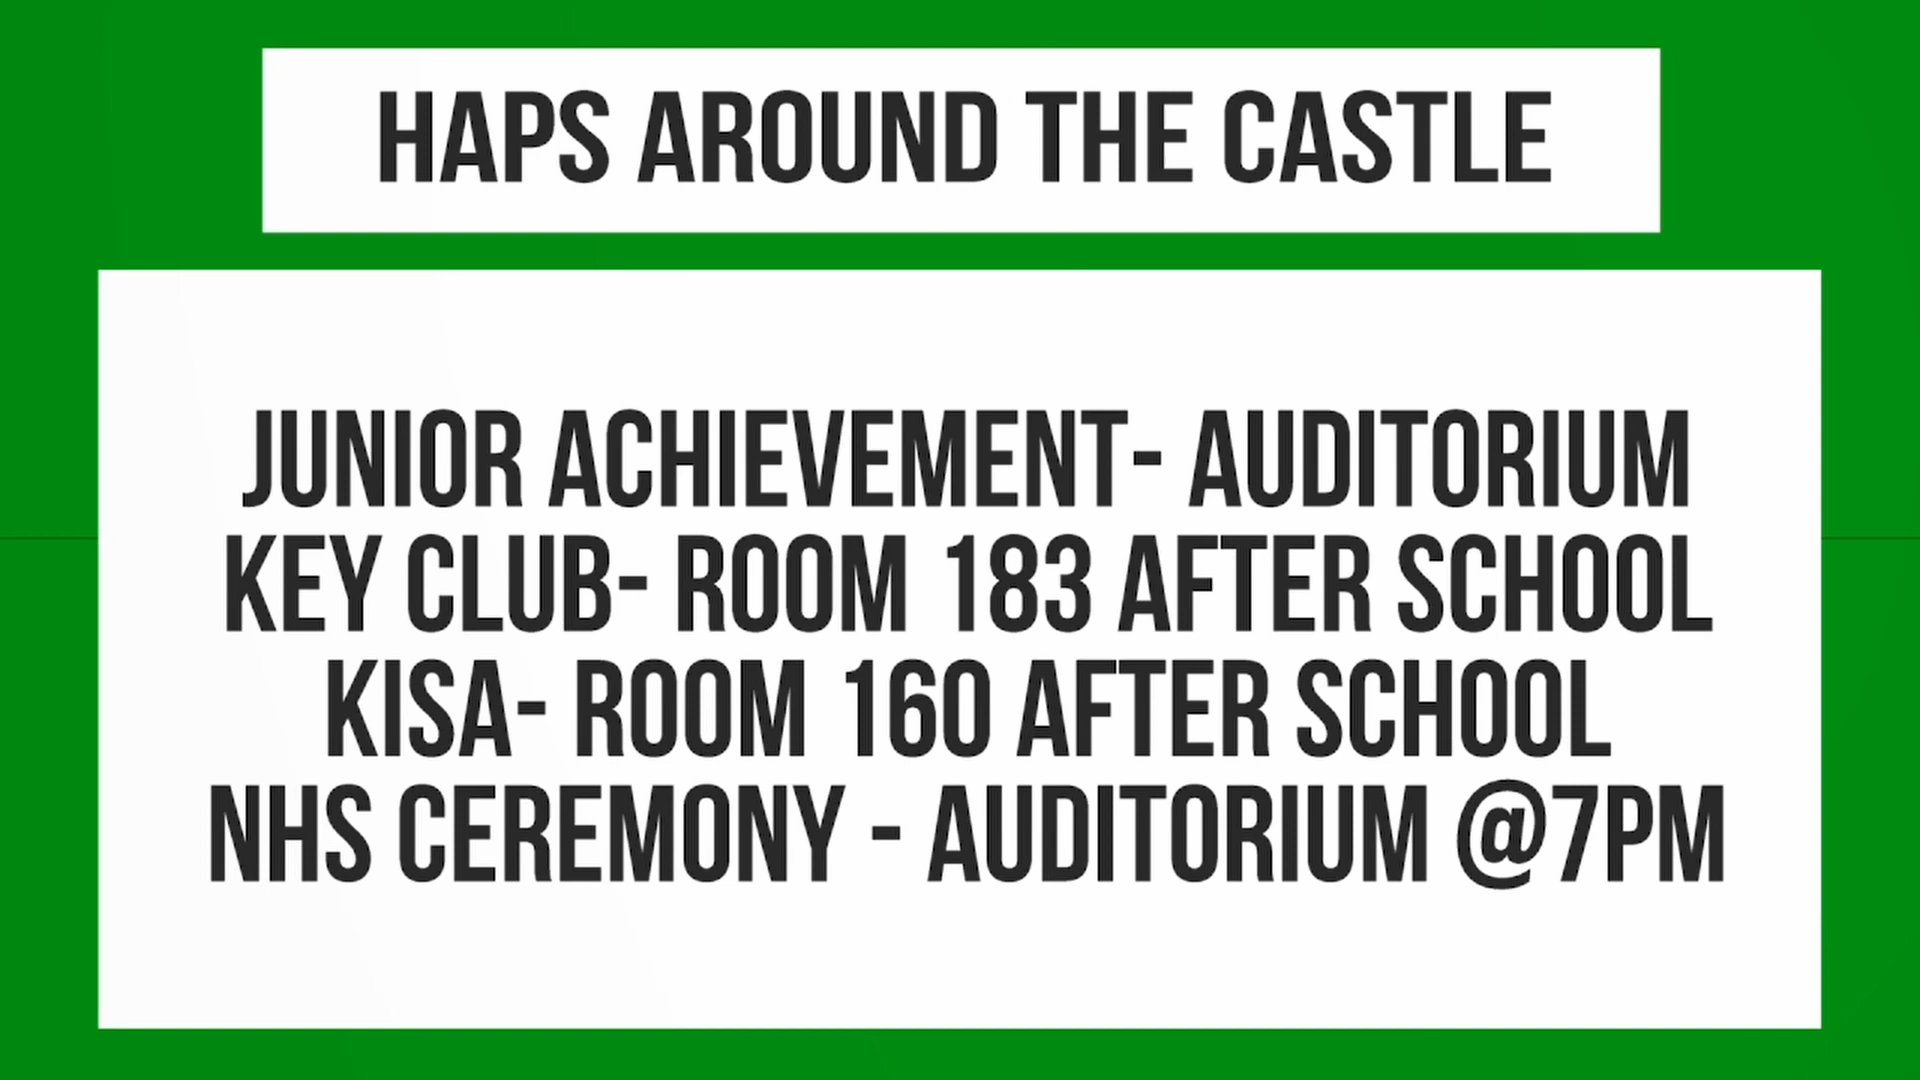 HAPS AROUND THE CASTLE
JUNIOR ACHIEVEMENT- AUDITORIUM
KEY CLUB- ROOM 183 AFTER SCHOOL
KISA- ROOM 160 AFTER SCHOOL
NHS CEREMONY - AUDITORIUM @7PM